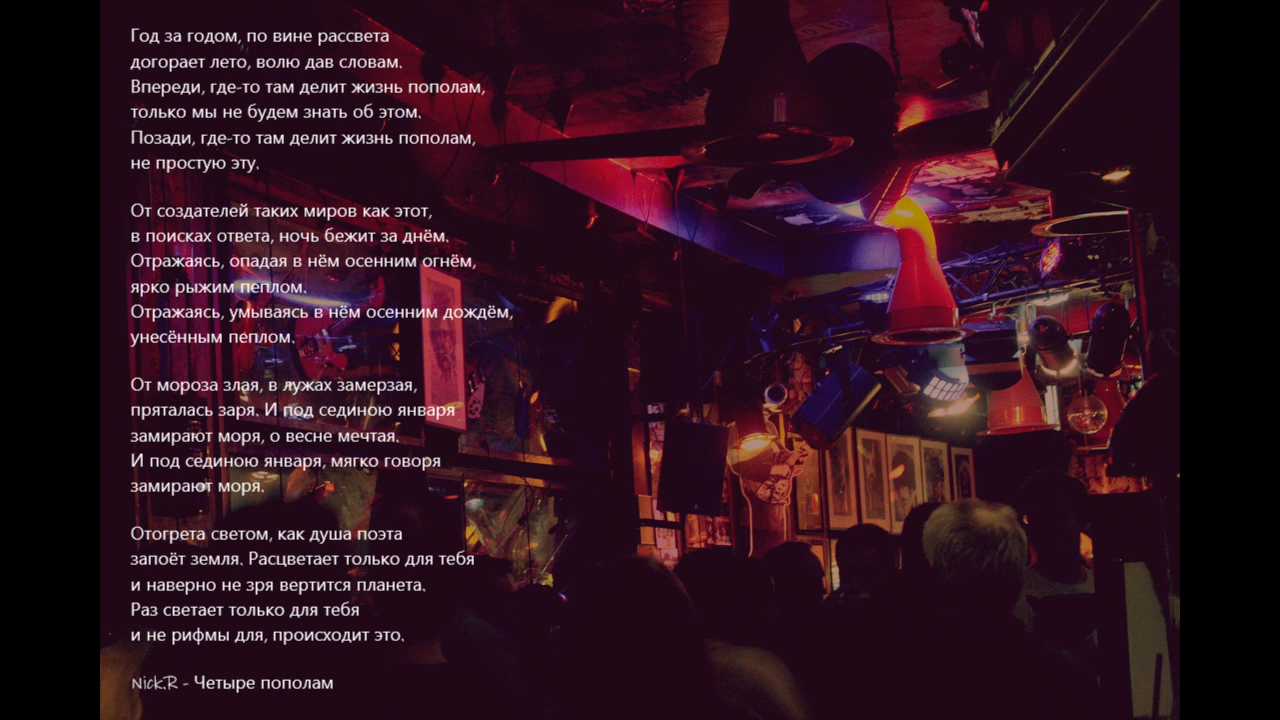 Год за годом, по вине рассвета
догорает лето, волю дав словам.
Впереди, где-то там делит жизнь пополам,
только мы не будем знать об этом.
Позади, где-то там делит жизнь пополам,
не простую эту.
От создателей таких миров как этот,
в поисках ответа, ночь бежит за днём.
Отражаясь, опадая в нём осенним огнём,
ярко рыжим пеплом.
Отражаясь, умываясь в нём осенним дождём,
унесённым пеплом.
От мороза злая, в лужах замерзая,
пряталась заря. И под сединою января
замирают моря, о весне мечтая.
И под сединою января, мягко говоря
замирают моря.
Отогрета светом, как душа поэта
запоёт земля. Расцветает только для тебя
и наверно не зря вертится планета.
Раз светает только для тебя
и не рифмы для, происходит это.
Nick.R - Четыре пополам